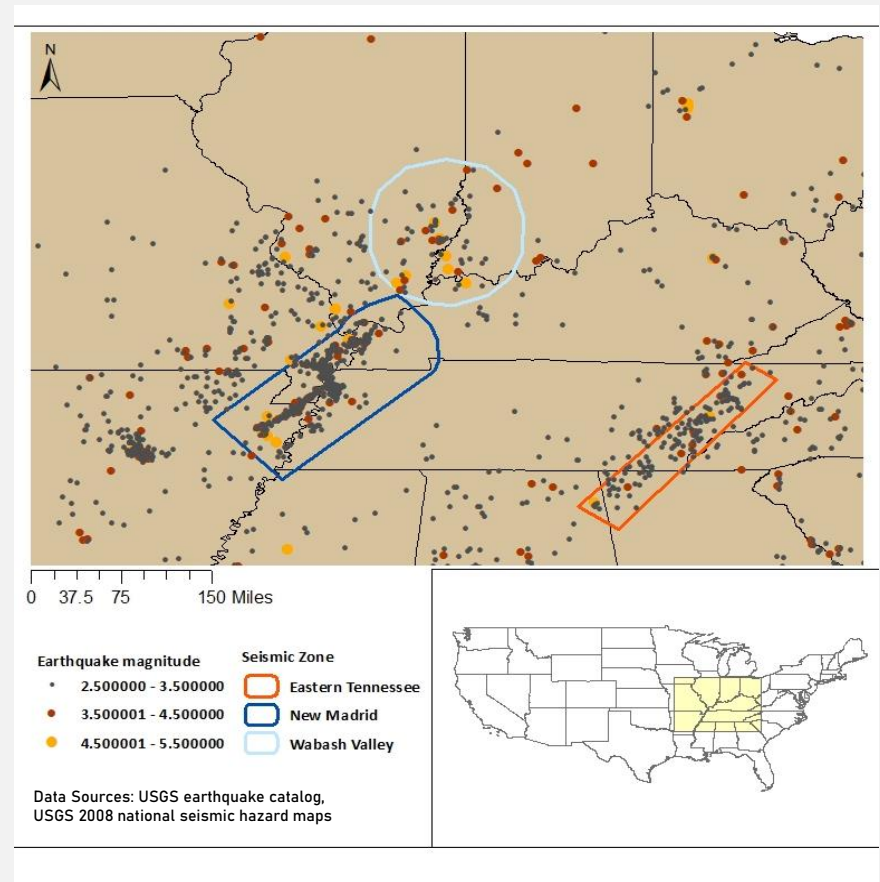 N
0 37.5 75 150 Miles
Earthquake magnitude
2.500000 - 3.500000
3.500001 - 4.500000
4.500001 - 5.500000
Seismic Zone
Eastern Tennessee
New Madrid
Wabash Valley
Data Sources: USGS earthquake catalog,
USGS 2008 national seismic hazard maps